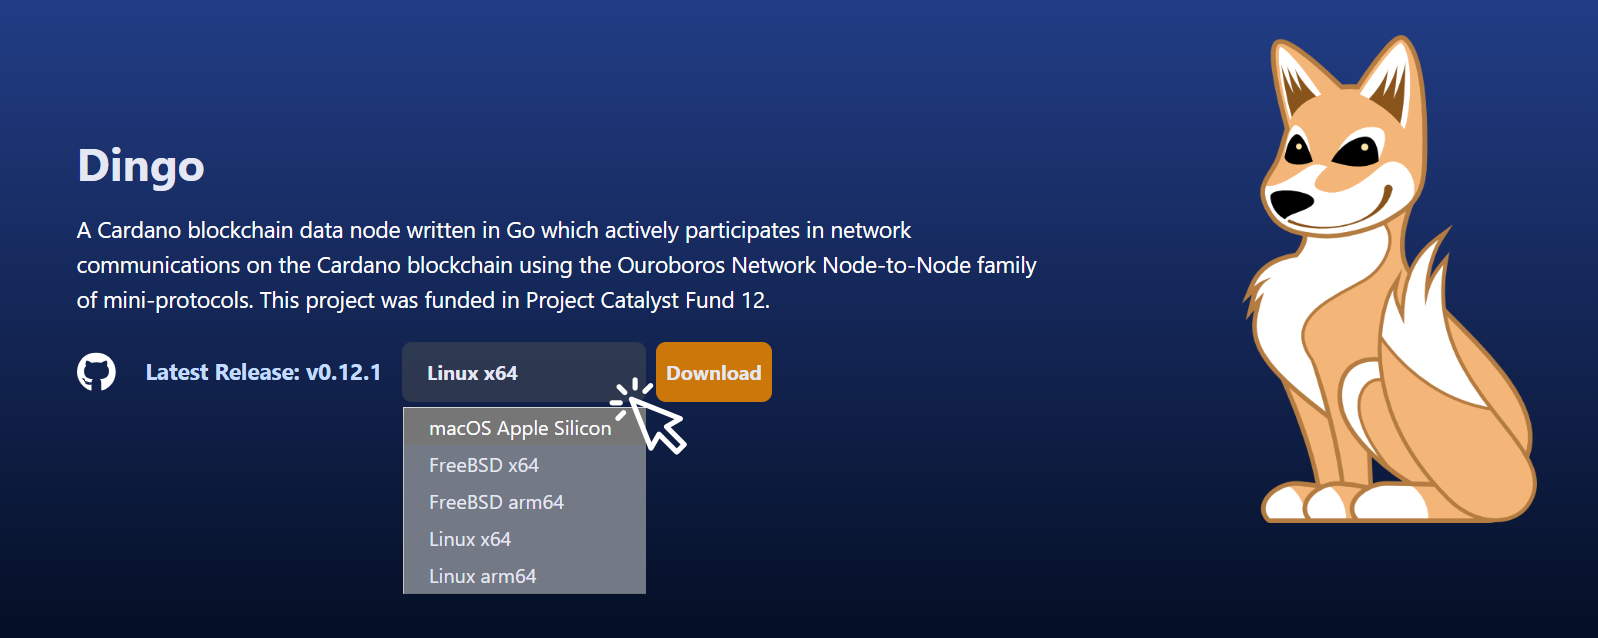 Dingo
A Cardano blockchain data node written in Go which actively participates in network
communications on the Cardano blockchain using the Ouroboros Network Node-to-Node family
of mini-protocols. This project was funded in Project Catalyst Fund 12.
Latest Release: v0.12.1 Linux x64 Download
macOS Apple Silicon
FreeBSD x64
FreeBSD arm64
Linux x64
Linux arm64